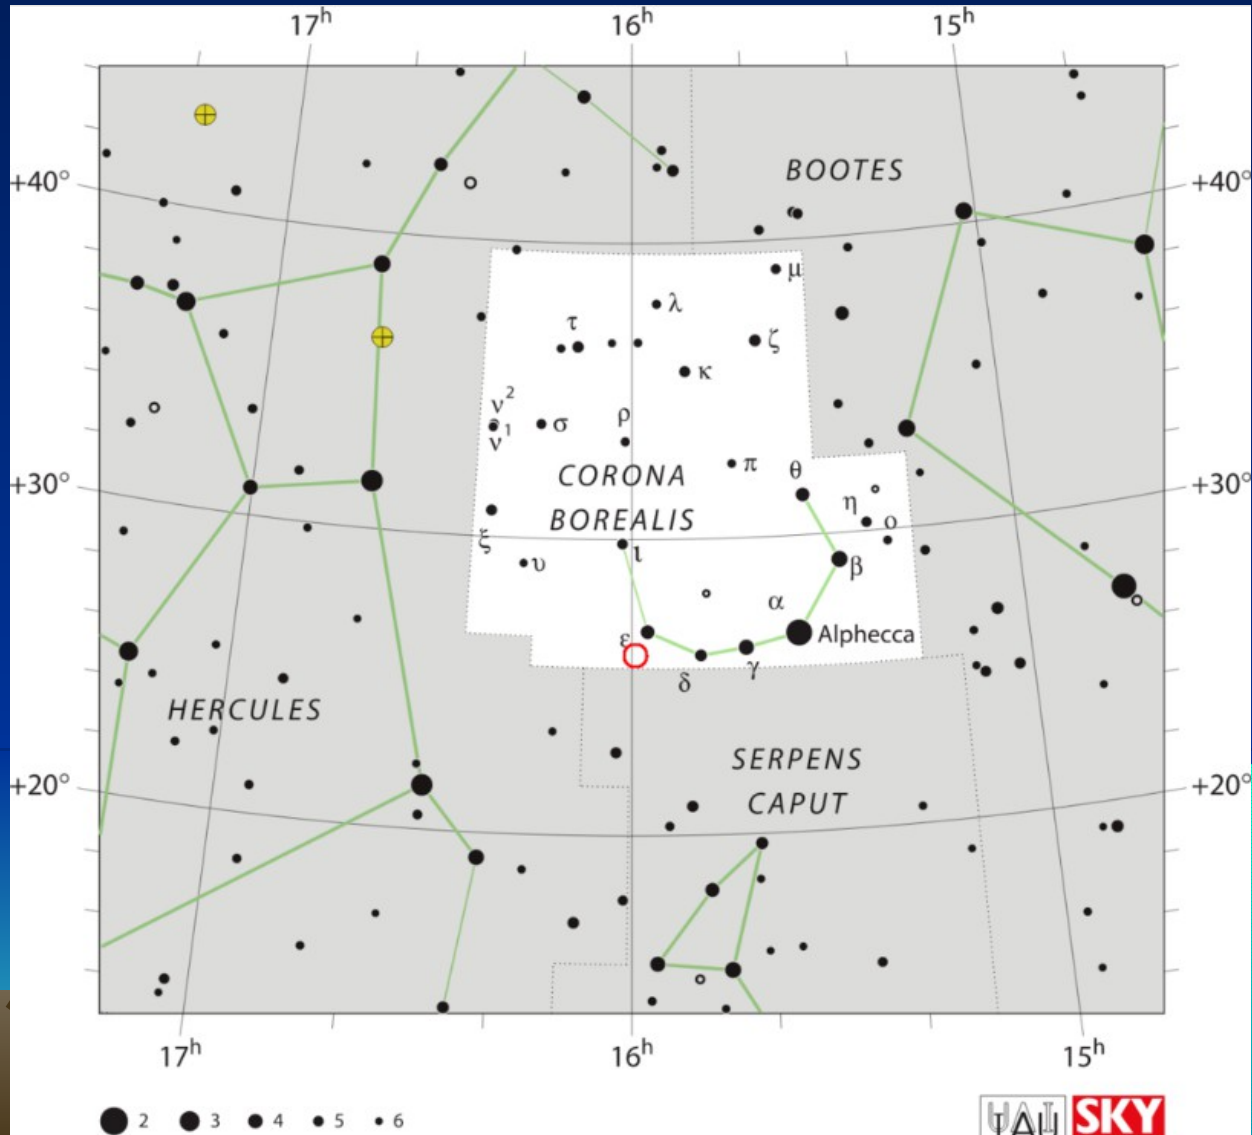 17ʰ 16ʰ 15ʰ
+40° +40°
BOOTES
μ
λ
τ
ζ
κ
ν²
ν¹
σ
ρ
π
θ
CORONA
BOREALIS
+30° +30°
η
ο
ξ
ι
υ
β
α
Alphecca
ε
γ
δ
HERCULES
SERPENS
CAPUT
+20° +20°
17ʰ 16ʰ 15ʰ
2 3 4 5 6
UAI SKY